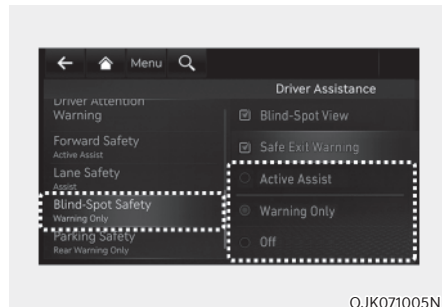 Menu
Driver Assistance
Driver Attention
Warning
Forward Safety
Active Assist
Lane Safety
Assist
Blind-Spot Safety
Warning Only
Parking Safety
Rear Warning Only
Blind-Spot View
Safe Exit Warning
Active Assist
Warning Only
Off
OJK071005N